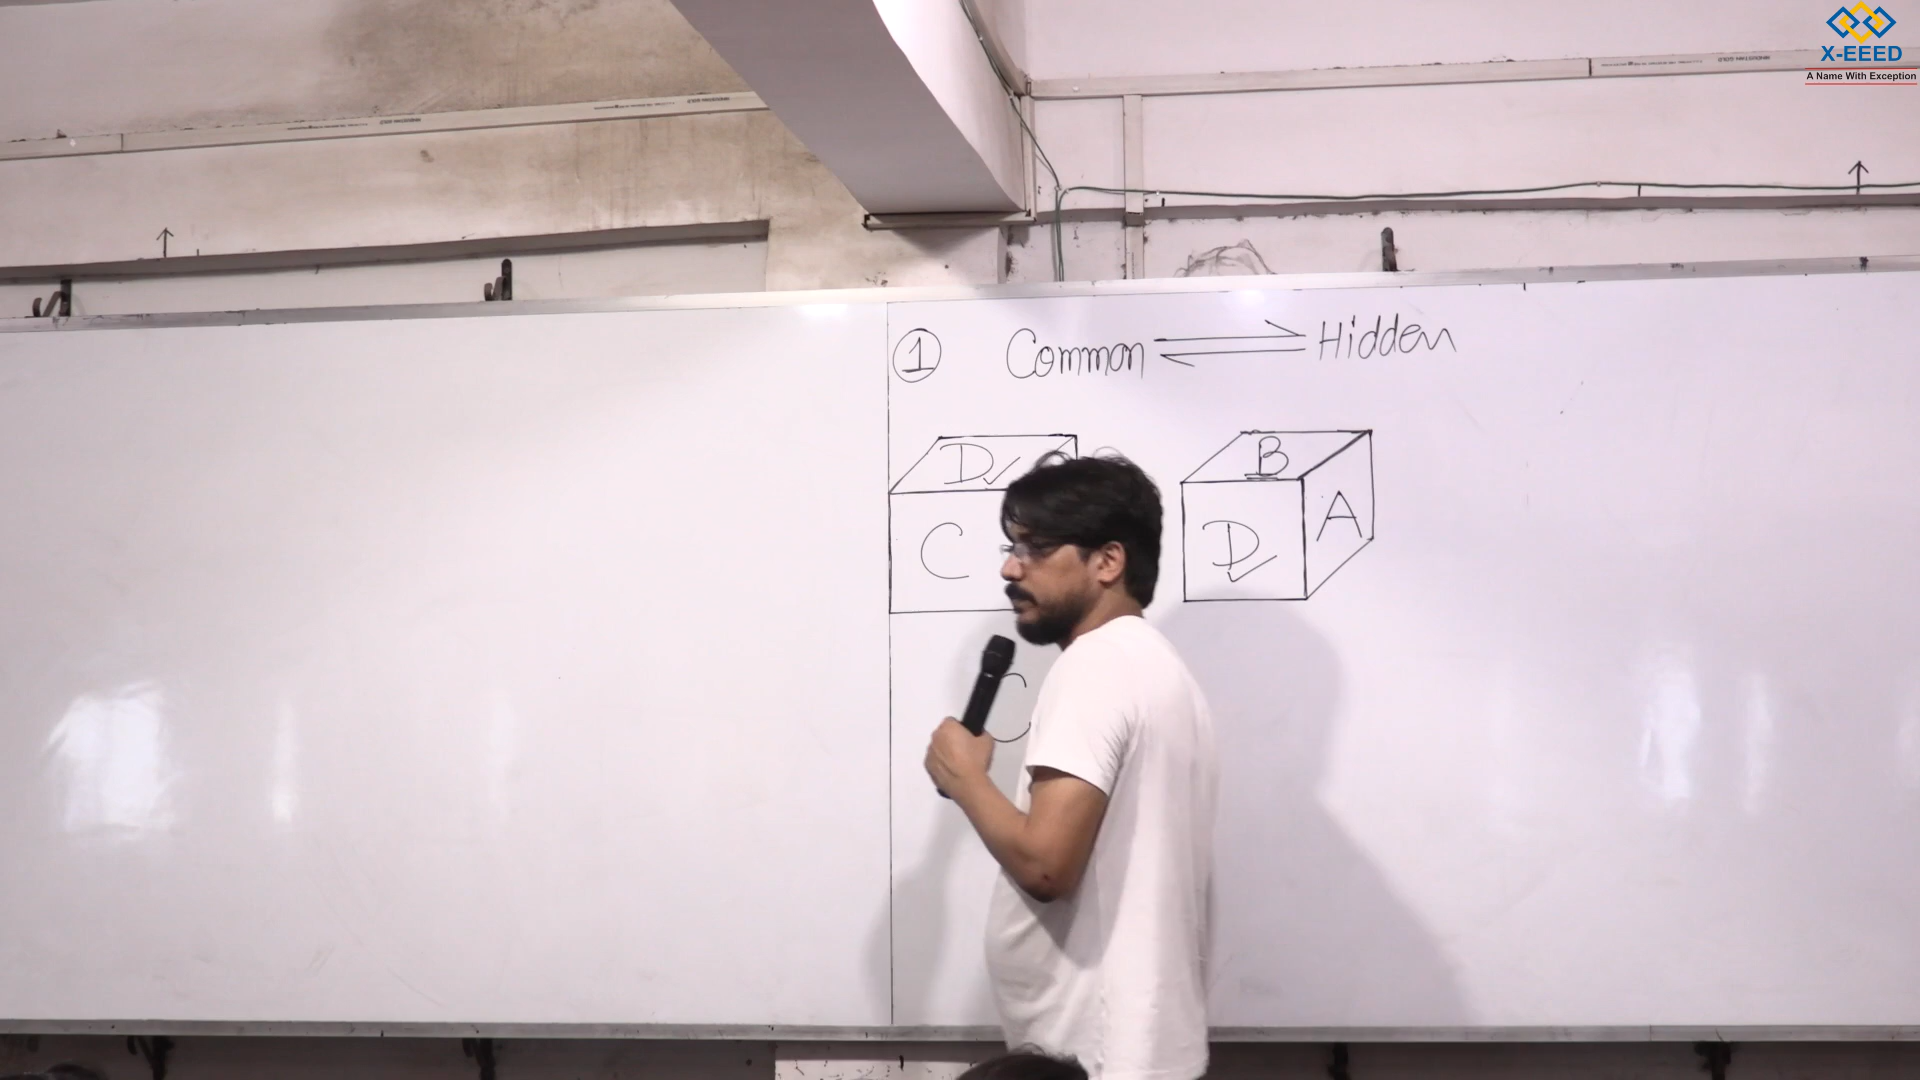 X-EEED
A Name With Exception
1 Common ⇌ Hidden
D✓
C
B
D✓
A
C